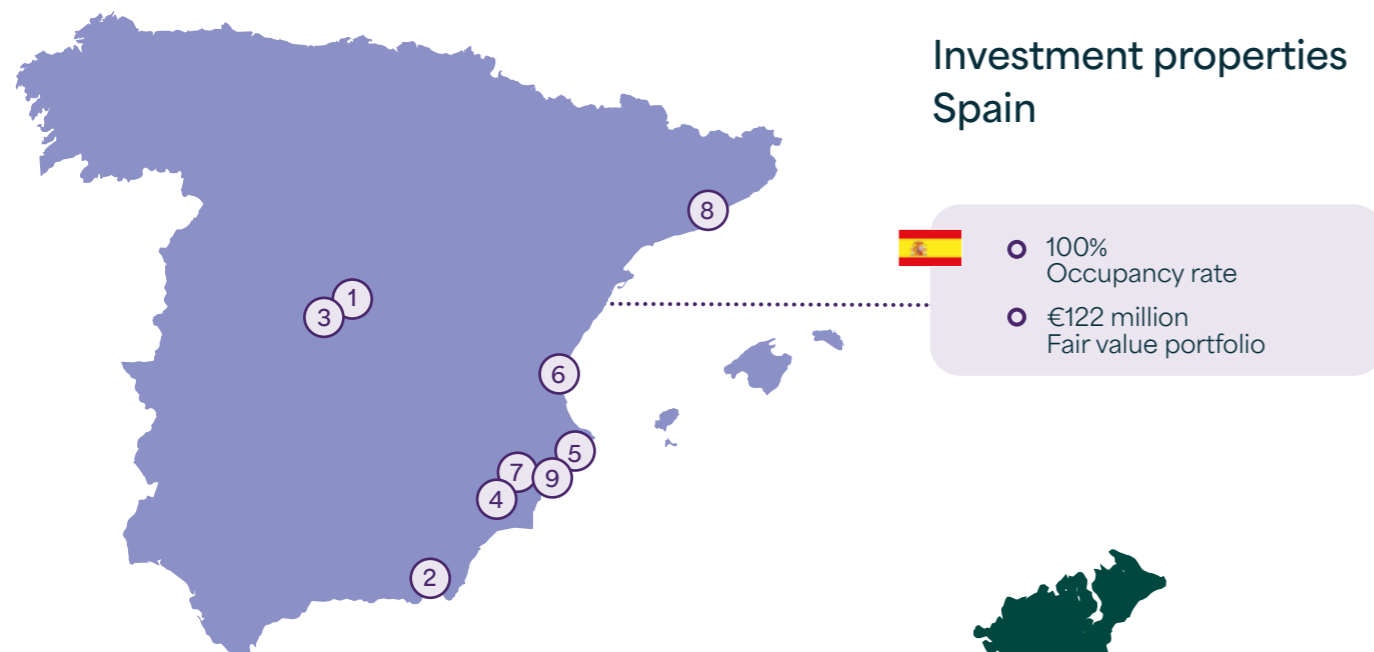 Investment properties
Spain
100%
Occupancy rate
€122 million
Fair value portfolio
8
1
3
6
5
7
9
4
2